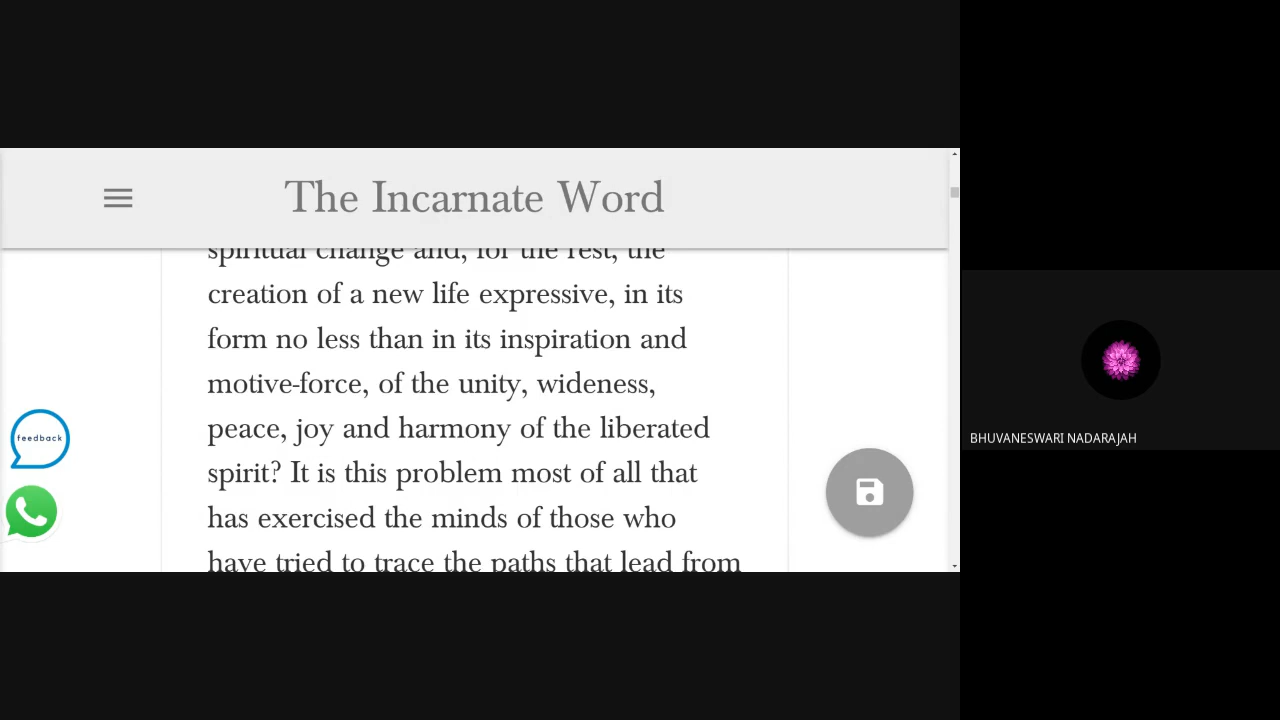 The Incarnate Word
spiritual change and, for the rest, the
creation of a new life expressive, in its
form no less than in its inspiration and
motive-force, of the unity, wideness,
peace, joy and harmony of the liberated
spirit? It is this problem most of all that
has exercised the minds of those who
have tried to trace the paths that lead from
feedback
BHUVANESWARI NADARAJAH